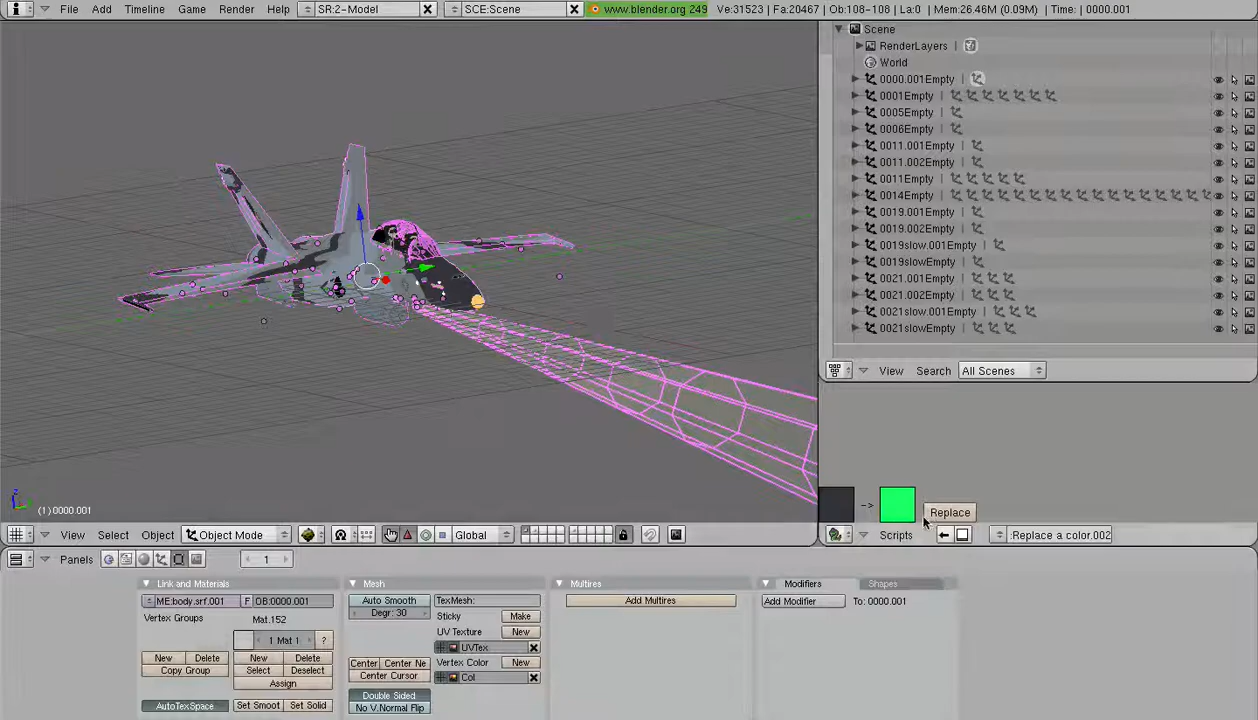 File Add Timeline Game Render Help SR:2-Model SCE:Scene www.blender.org 249 Ve:31523 | Fa:20467 | Ob:108-108 | La:0 | Mem:26.46M (0.09M) | Time: | 0000.001
Scene
RenderLayers |
World
0000.001Empty |
0001Empty |
0005Empty |
0006Empty |
0011.001Empty |
0011.002Empty |
0011Empty |
0014Empty |
0019.001Empty |
0019.002Empty |
0019slow.001Empty |
0019slowEmpty |
0021.001Empty |
0021.002Empty |
0021slow.001Empty |
0021slowEmpty |
View Search All Scenes
z
(1) 0000.001
-> Replace
View Select Object Object Mode Global
Scripts :Replace a color.002
Panels 1
Link and Materials
ME:body.srf.001 F OB:0000.001
Vertex Groups Mat.152
1 Mat 1 ?
New Delete New Delete
Copy Group Select Deselect
Assign
AutoTexSpace Set Smoot Set Solid
Mesh
Auto Smooth TexMesh:
Degr: 30 Sticky Make
UV Texture New
UVTex
Center Center Ne Vertex Color New
Center Cursor Col
Double Sided
No V.Normal Flip
Multires
Add Multires
Modifiers Shapes
Add Modifier To: 0000.001